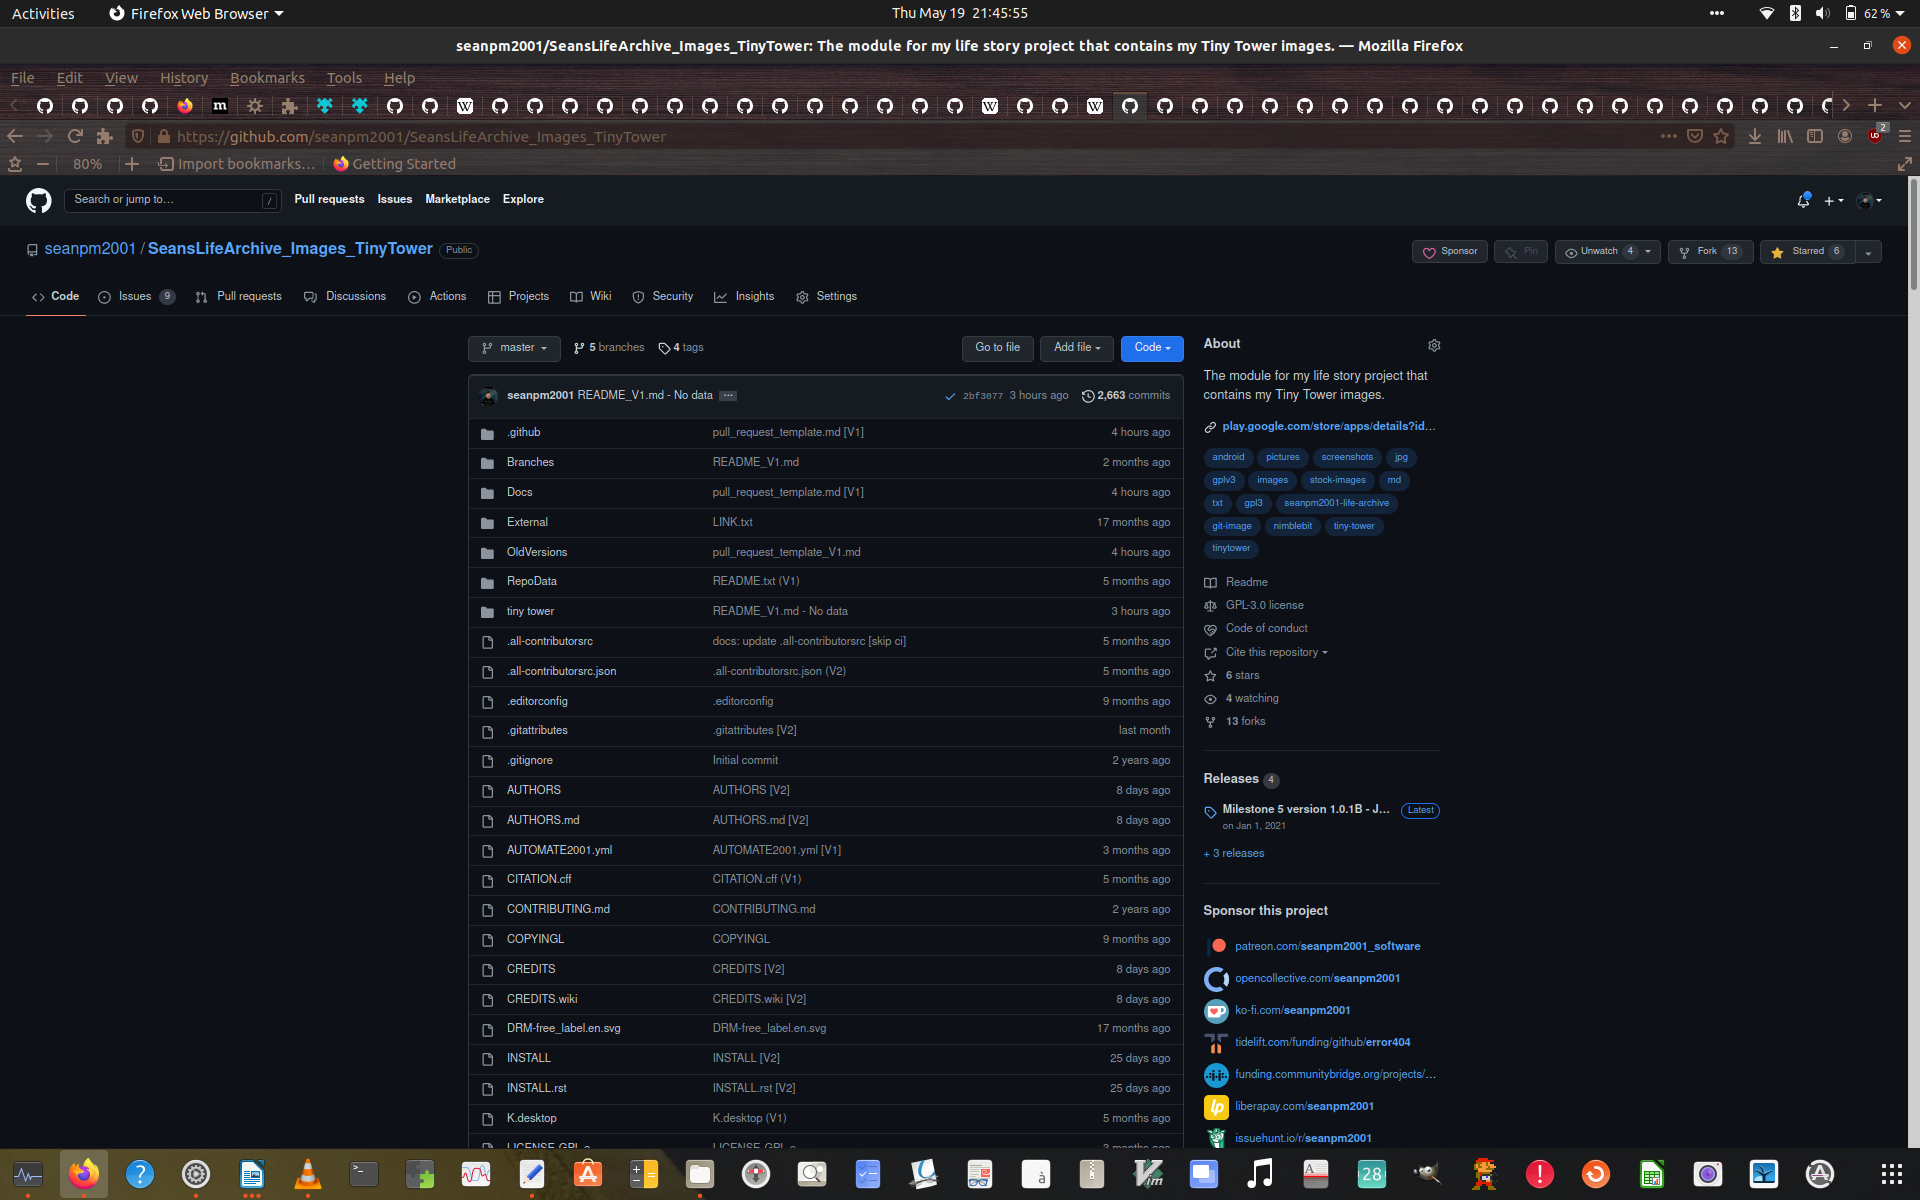 Activities
Firefox Web Browser
Thu May 19 21:45:55
62 %
seanpm2001/SeansLifeArchive_Images_TinyTower: The module for my life story project that contains my Tiny Tower images. — Mozilla Firefox
File Edit View History Bookmarks Tools Help
https://github.com/seanpm2001/SeansLifeArchive_Images_TinyTower
2
80%
Import bookmarks...
Getting Started
Search or jump to...
/
Pull requests Issues Marketplace Explore
seanpm2001 / SeansLifeArchive_Images_TinyTower Public
Sponsor Pin Unwatch 4 Fork 13 Starred 6
Code Issues 9 Pull requests Discussions Actions Projects Wiki Security Insights Settings
master 5 branches 4 tags Go to file Add file Code
seanpm2001 README_V1.md - No data ... 2bf3077 3 hours ago 2,663 commits
.github pull_request_template.md [V1] 4 hours ago
Branches README_V1.md 2 months ago
Docs pull_request_template.md [V1] 4 hours ago
External LINK.txt 17 months ago
OldVersions pull_request_template_V1.md 4 hours ago
RepoData README.txt (V1) 5 months ago
tiny tower README_V1.md - No data 3 hours ago
.all-contributorsrc docs: update .all-contributorsrc [skip ci] 5 months ago
.all-contributorsrc.json .all-contributorsrc.json (V2) 5 months ago
.editorconfig .editorconfig 9 months ago
.gitattributes .gitattributes [V2] last month
.gitignore Initial commit 2 years ago
AUTHORS AUTHORS [V2] 8 days ago
AUTHORS.md AUTHORS.md [V2] 8 days ago
AUTOMATE2001.yml AUTOMATE2001.yml [V1] 3 months ago
CITATION.cff CITATION.cff (V1) 5 months ago
CONTRIBUTING.md CONTRIBUTING.md 2 years ago
COPYINGL COPYINGL 9 months ago
CREDITS CREDITS [V2] 8 days ago
CREDITS.wiki CREDITS.wiki [V2] 8 days ago
DRM-free_label.en.svg DRM-free_label.en.svg 17 months ago
INSTALL INSTALL [V2] 25 days ago
INSTALL.rst INSTALL.rst [V2] 25 days ago
K.desktop K.desktop (V1) 5 months ago
About
The module for my life story project that
contains my Tiny Tower images.
play.google.com/store/apps/details?id...
android pictures screenshots jpg
gplv3 images stock-images md
txt gpl3 seanpm2001-life-archive
git-image nimblebit tiny-tower
tinytower
Readme
GPL-3.0 license
Code of conduct
Cite this repository
6 stars
4 watching
13 forks
Releases 4
Milestone 5 version 1.0.1B - J... Latest
on Jan 1, 2021
+ 3 releases
Sponsor this project
patreon.com/seanpm2001_software
opencollective.com/seanpm2001
ko-fi.com/seanpm2001
tidelift.com/funding/github/error404
funding.communitybridge.org/projects/...
liberapay.com/seanpm2001
issuehunt.io/r/seanpm2001
28